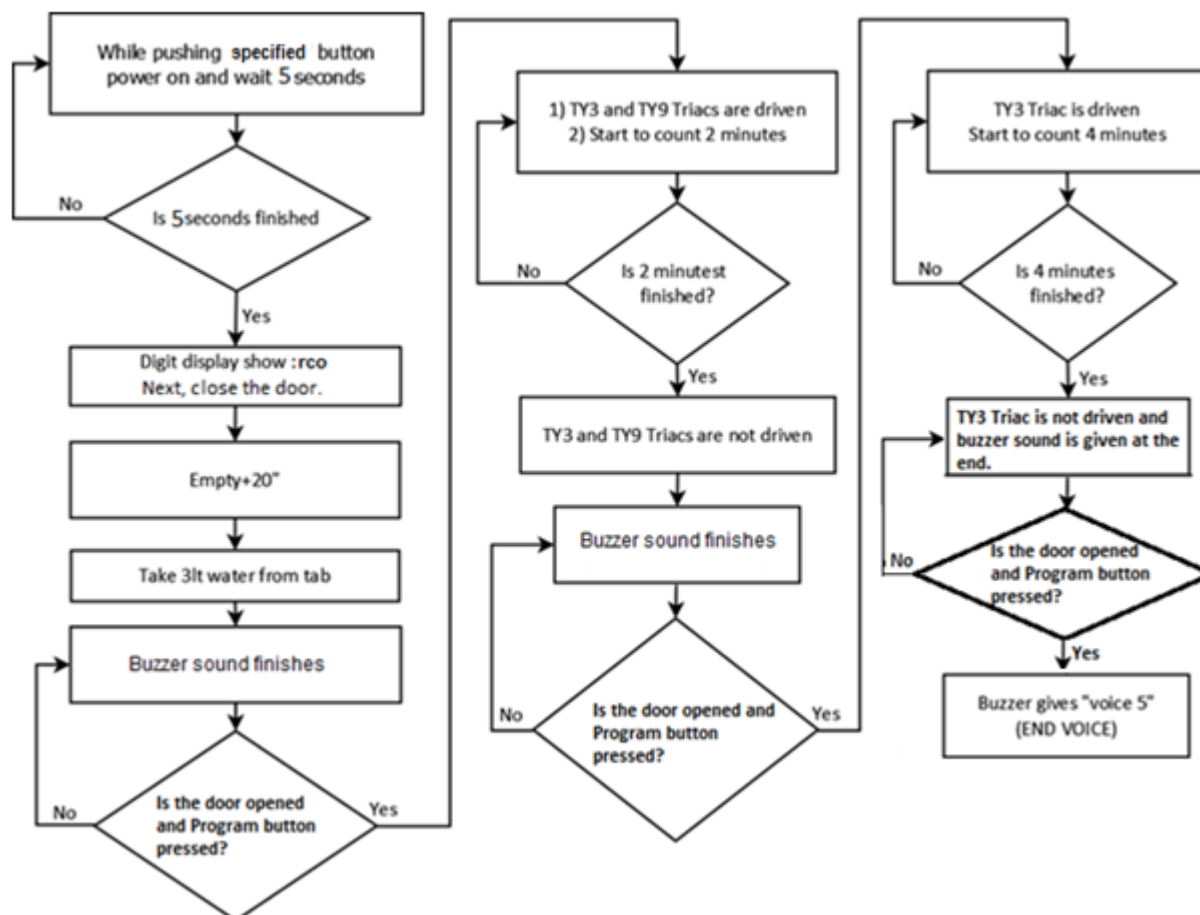 While pushing specified button
power on and wait 5 seconds
No
Is 5seconds finished
Yes
Digit display show :rco
Next, close the door.
Empty+20"
Take 3lt water from tab
Buzzer sound finishes
No
Is the door opened
and Program button
pressed?
Yes
1) TY3 and TY9 Triacs are driven
2) Start to count 2 minutes
No
Is 2 minutest
finished?
Yes
TY3 and TY9 Triacs are not driven
Buzzer sound finishes
No
Is the door opened and
Program button
pressed?
Yes
TY3 Triac is driven
Start to count 4 minutes
No
Is 4 minutes
finished?
Yes
TY3 Triac is not driven and
buzzer sound is given at the
end.
No
Is the door opened
and Program button
pressed?
Yes
Buzzer gives "voice 5"
(END VOICE)